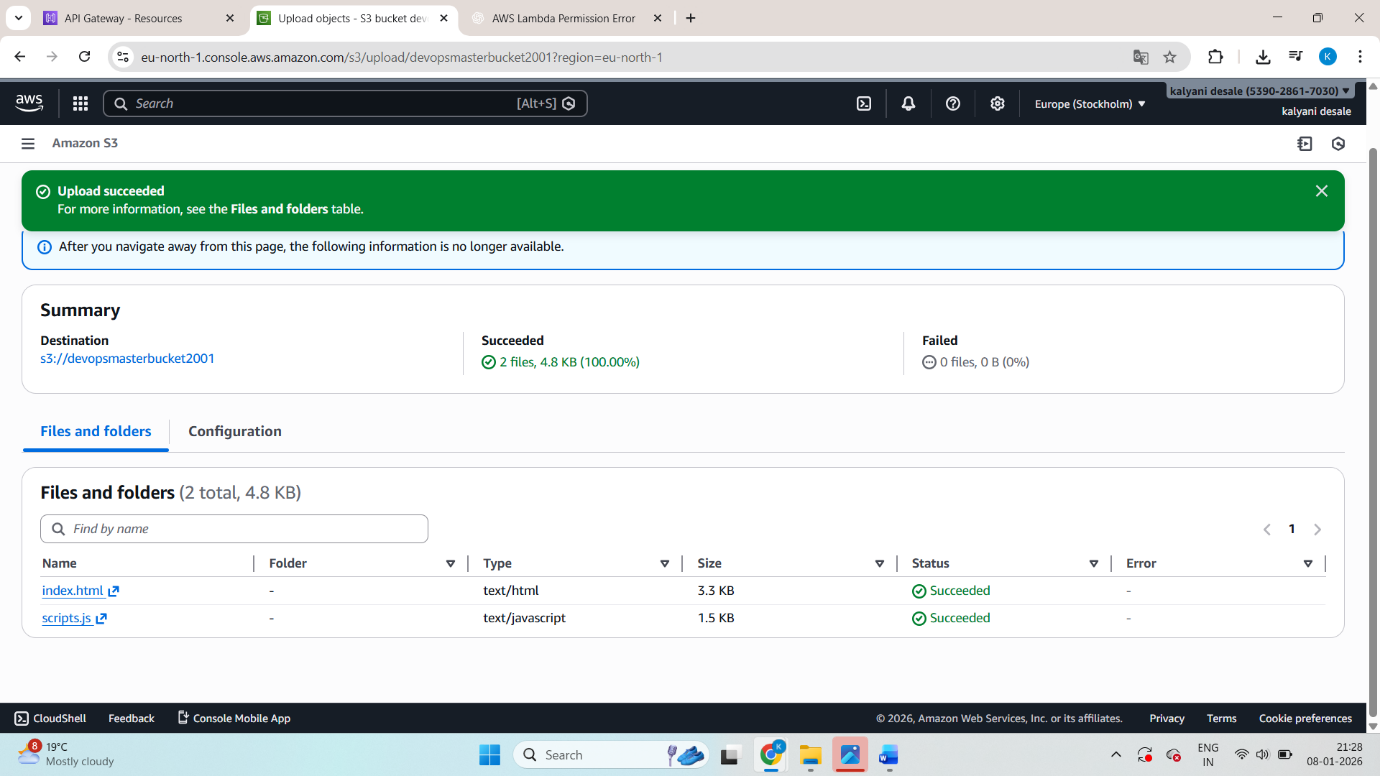 API Gateway - Resources
Upload objects - S3 bucket dev
AWS Lambda Permission Error
eu-north-1.console.aws.amazon.com/s3/upload/devopsmasterbucket2001?region=eu-north-1
K
aws
Search
[Alt+S]
Europe (Stockholm)
kalyani desale (5390-2861-7030)
kalyani desale
Amazon S3
Upload succeeded
For more information, see the Files and folders table.
After you navigate away from this page, the following information is no longer available.
Summary
Destination
s3://devopsmasterbucket2001
Succeeded
2 files, 4.8 KB (100.00%)
Failed
0 files, 0 B (0%)
Files and folders
Configuration
Files and folders (2 total, 4.8 KB)
Find by name
1
Name Folder Type Size Status Error
index.html - text/html 3.3 KB Succeeded -
scripts.js - text/javascript 1.5 KB Succeeded -
CloudShell Feedback Console Mobile App © 2026, Amazon Web Services, Inc. or its affiliates. Privacy Terms Cookie preferences
8
19°C
Mostly cloudy
Search
K
ENG
IN
21:28
08-01-2026